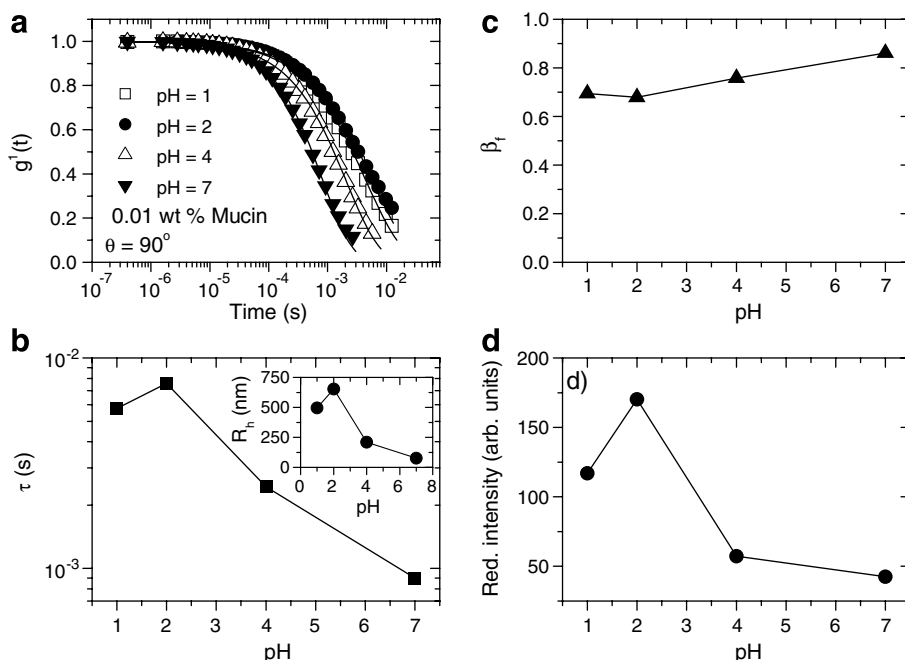 a
g¹(t)
1.0
0.8
0.6
0.4
0.2
0.0
pH = 1
pH = 2
pH = 4
pH = 7
0.01 wt % Mucin
θ = 90°
10⁻⁷ 10⁻⁶ 10⁻⁵ 10⁻⁴ 10⁻³ 10⁻²
Time (s)
c
β_f
1.0
0.8
0.6
0.4
0.2
0.0
1 2 3 4 5 6 7
pH
b
τ (s)
10⁻²
10⁻³
1 2 3 4 5 6 7
pH
R_h (nm)
750
500
250
0
0 2 4 6 8
pH
d
d)
Red. intensity (arb. units)
200
150
100
50
1 2 3 4 5 6 7
pH